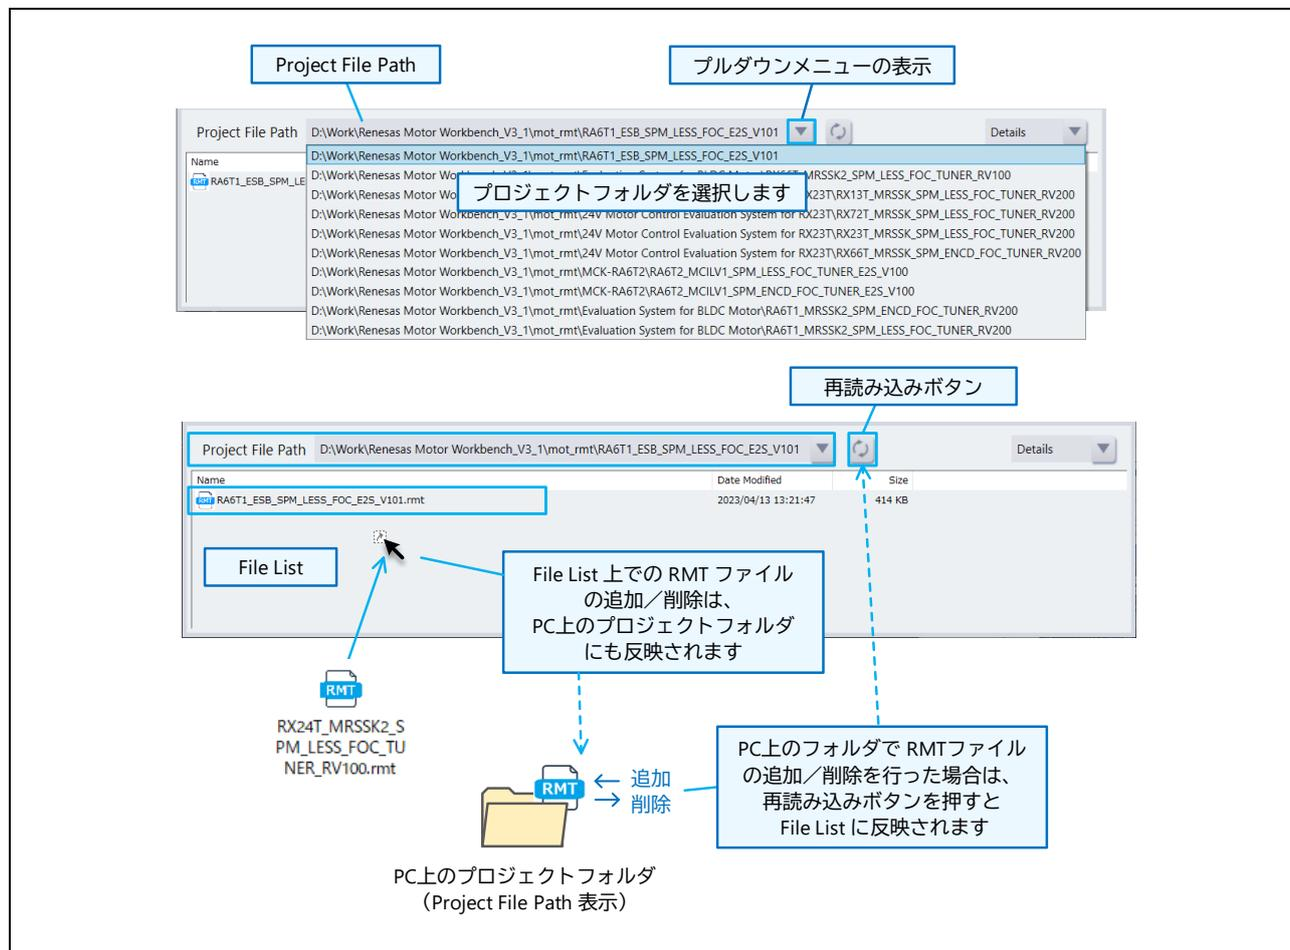 Project File Path
プルダウンメニューの表示
Project File Path D:\Work\Renesas Motor Workbench_V3_1\mot_rmt\RA6T1_ESB_SPM_LESS_FOC_E2S_V101
Details
Name
RMT RA6T1_ESB_SPM_LE
D:\Work\Renesas Motor Workbench_V3_1\mot_rmt\RA6T1_ESB_SPM_LESS_FOC_E2S_V101
MRSSK2_SPM_LESS_FOC_TUNER_RV100
プロジェクトフォルダを選択します
D:\Work\Renesas Motor Workbench_V3_1\mot_rmt\24V Motor Control Evaluation System for RX23T\RX72T_MRSSK_SPM_LESS_FOC_TUNER_RV200
D:\Work\Renesas Motor Workbench_V3_1\mot_rmt\24V Motor Control Evaluation System for RX23T\RX23T_MRSSK_SPM_LESS_FOC_TUNER_RV200
D:\Work\Renesas Motor Workbench_V3_1\mot_rmt\24V Motor Control Evaluation System for RX23T\RX66T_MRSSK_SPM_ENCD_FOC_TUNER_RV200
D:\Work\Renesas Motor Workbench_V3_1\mot_rmt\MCK-RA6T2\RA6T2_MCILV1_SPM_LESS_FOC_TUNER_E2S_V100
D:\Work\Renesas Motor Workbench_V3_1\mot_rmt\MCK-RA6T2\RA6T2_MCILV1_SPM_ENCD_FOC_TUNER_E2S_V100
D:\Work\Renesas Motor Workbench_V3_1\mot_rmt\Evaluation System for BLDC Motor\RA6T1_MRSSK2_SPM_ENCD_FOC_TUNER_RV200
D:\Work\Renesas Motor Workbench_V3_1\mot_rmt\Evaluation System for BLDC Motor\RA6T1_MRSSK2_SPM_LESS_FOC_TUNER_RV200
再読み込みボタン
Project File Path D:\Work\Renesas Motor Workbench_V3_1\mot_rmt\RA6T1_ESB_SPM_LESS_FOC_E2S_V101
Details
Name Date Modified Size
RMT RA6T1_ESB_SPM_LESS_FOC_E2S_V101.rmt 2023/04/13 13:21:47 414 KB
File List
File List 上での RMT ファイル
の追加／削除は、
PC上のプロジェクトフォルダ
にも反映されます
RMT
RX24T_MRSSK2_S
PM_LESS_FOC_TU
NER_RV100.rmt
RMT
← 追加
→ 削除
PC上のフォルダで RMTファイル
の追加／削除を行った場合は、
再読み込みボタンを押すと
File List に反映されます
PC上のプロジェクトフォルダ
（Project File Path 表示）